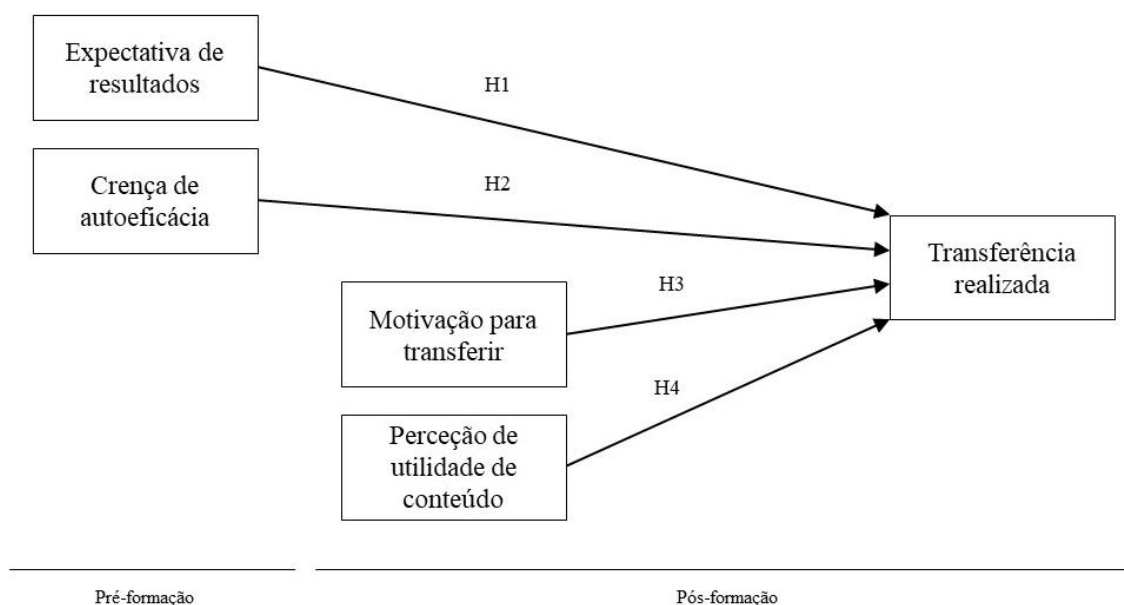 Expectativa de
resultados
H1
Crença de
autoeficácia
H2
Transferência
realizada
H3
Motivação para
transferir
H4
Perceção de
utilidade de
conteúdo
Pré-formação
Pós-formação